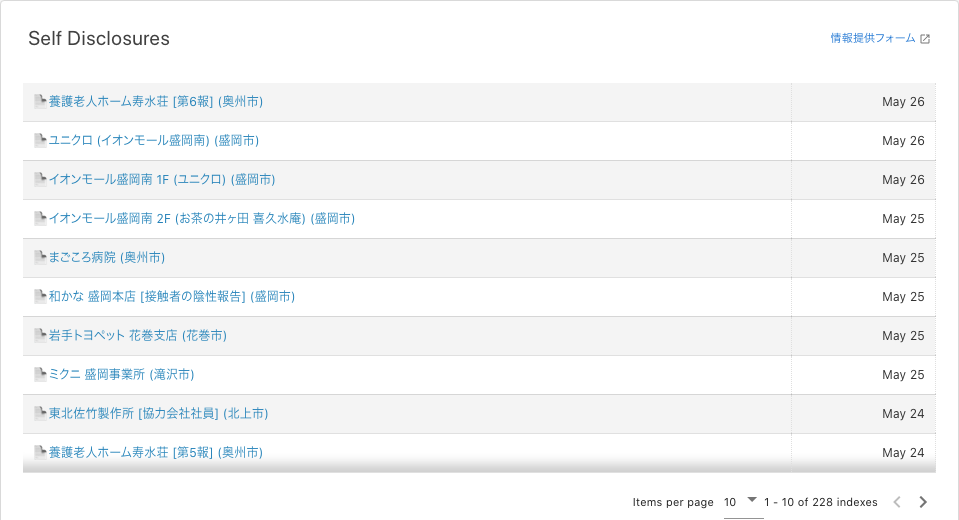 Self Disclosures
情報提供フォーム
養護老人ホーム寿水荘 [第6報] (奥州市) May 26
ユニクロ (イオンモール盛岡南) (盛岡市) May 26
イオンモール盛岡南 1F (ユニクロ) (盛岡市) May 26
イオンモール盛岡南 2F (お茶の井ヶ田 喜久水庵) (盛岡市) May 25
まごころ病院 (奥州市) May 25
和かな 盛岡本店 [接触者の陰性報告] (盛岡市) May 25
岩手トヨペット 花巻支店 (花巻市) May 25
ミクニ 盛岡事業所 (滝沢市) May 25
東北佐竹製作所 [協力会社社員] (北上市) May 24
養護老人ホーム寿水荘 [第5報] (奥州市) May 24
Items per page 10 1 - 10 of 228 indexes